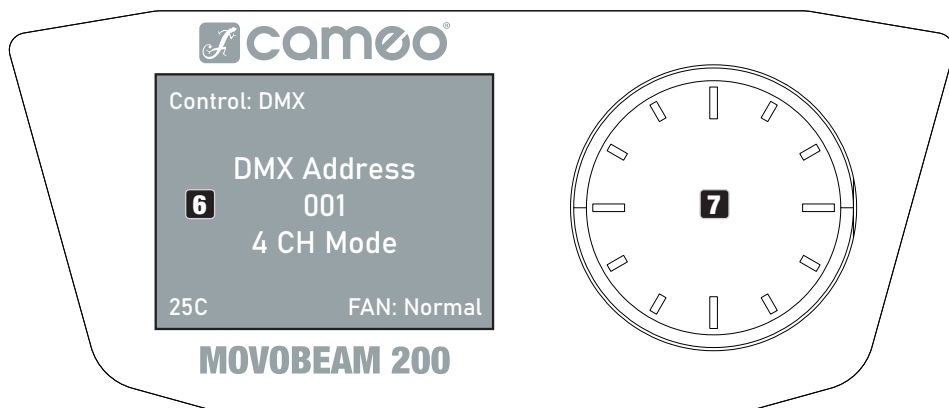 cameo®
Control: DMX
DMX Address
6
001
7
4 CH Mode
25C
FAN: Normal
MOVOBEAM 200